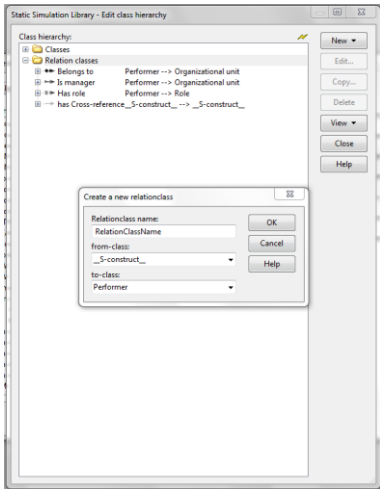 Static Simulation Library - Edit class hierarchy
Class hierarchy:
Classes
Relation classes
Belongs to Performer --> Organizational unit
Is manager Performer --> Organizational unit
Has role Performer --> Role
has Cross-reference__S-construct__ --> __S-construct__
New
Edit...
Copy...
Delete
View
Close
Help
Create a new relationclass
Relationclass name:
RelationClassName
from-class:
__S-construct__
to-class:
Performer
OK
Cancel
Help